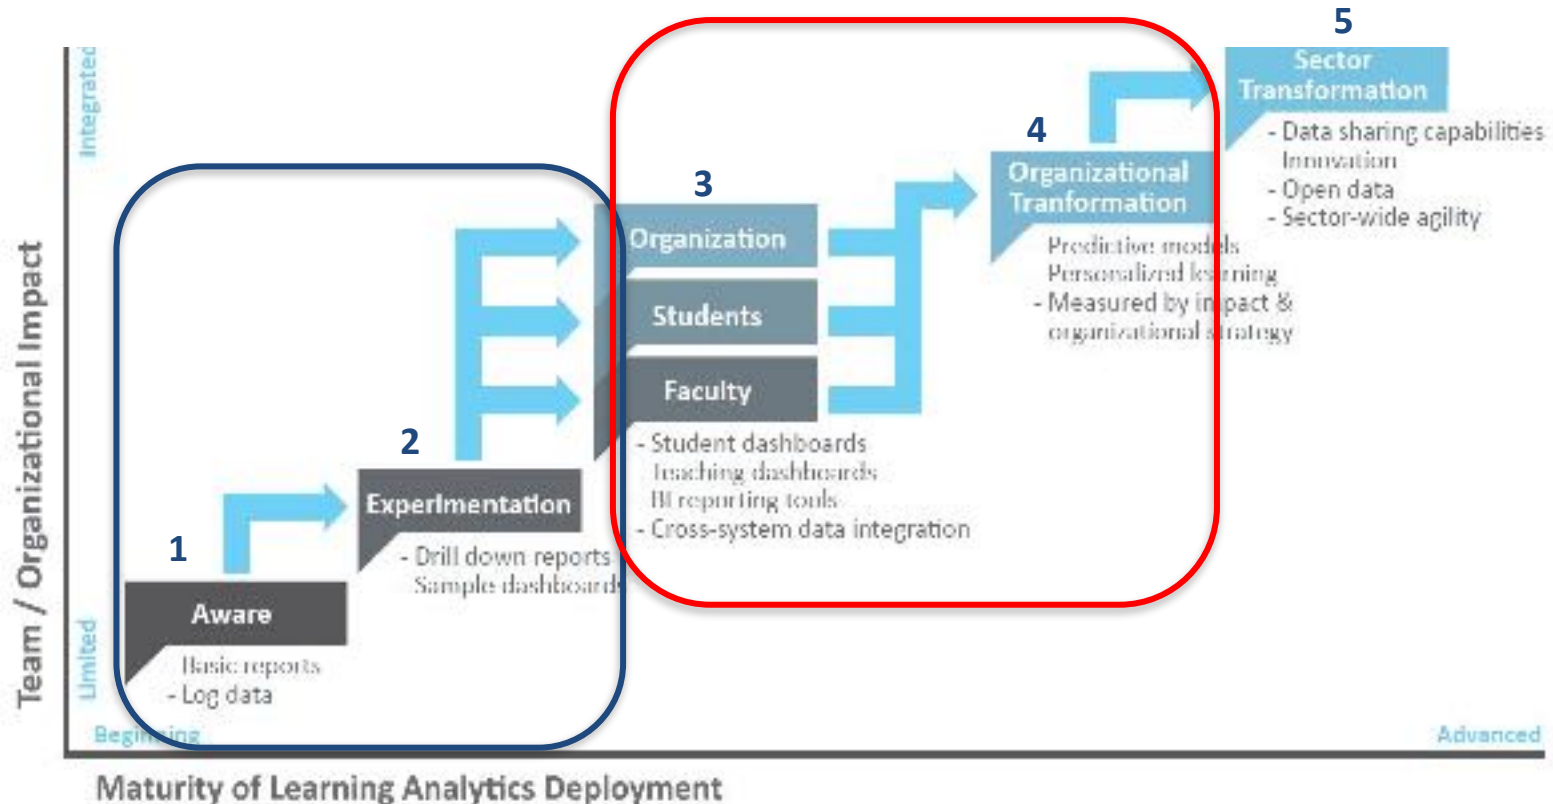 5
Sector
Transformation
- Data sharing capabilities
Innovation
- Open data
- Sector-wide agility
4
Organizational
Tranformation
Predictive models
Personalized learning
- Measured by impact &
organizational strategy
3
Organization
Students
Faculty
- Student dashboards
Teaching dashboards
BI reporting tools
- Cross-system data integration
2
Experimentation
- Drill down reports
Sample dashboards
1
Aware
Basic reports
- Log data
Integrated
Limited
Team / Organizational Impact
Beginning
Advanced
Maturity of Learning Analytics Deployment